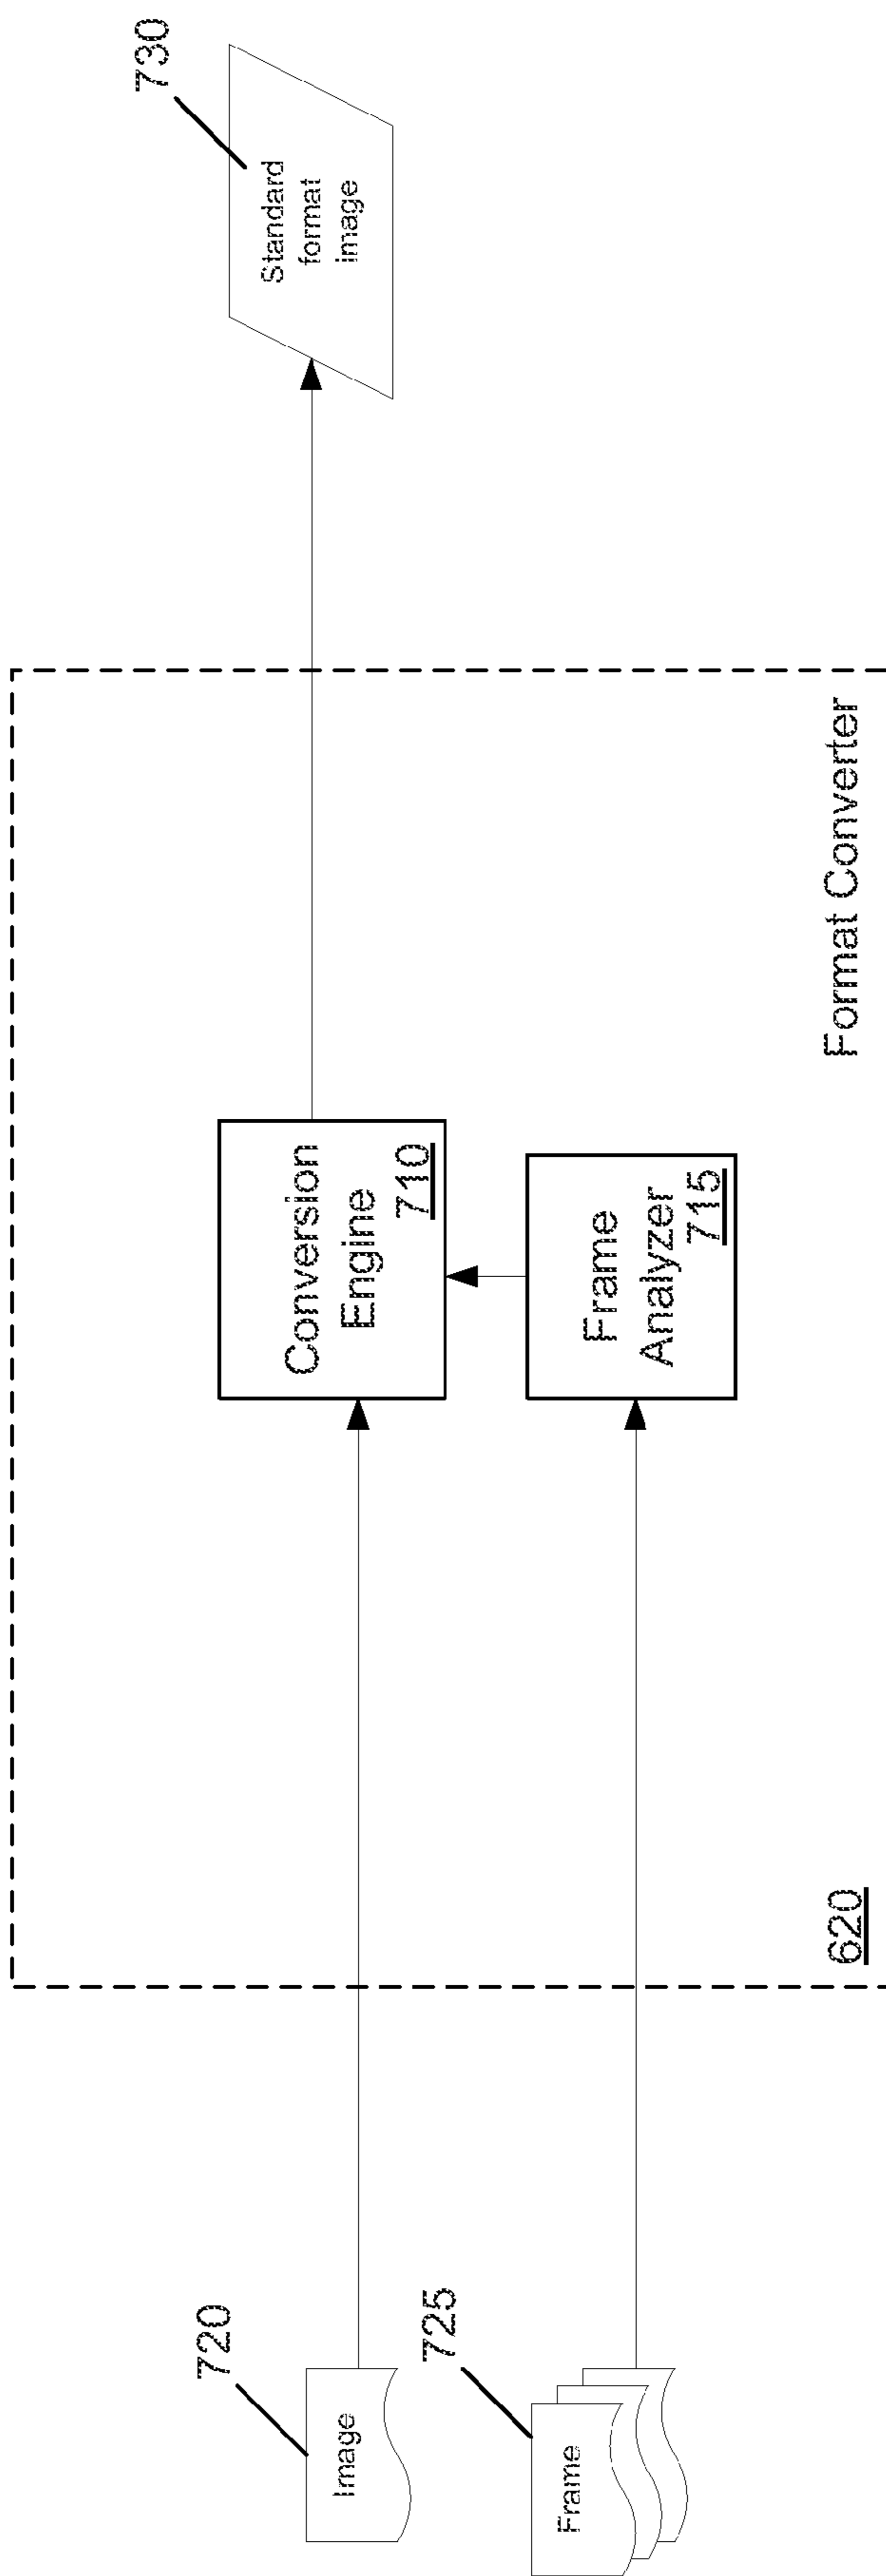 720
Image
725
Frame
Conversion
Engine
710
Frame
Analyzer
715
620
Format Converter
730
Standard
format
image